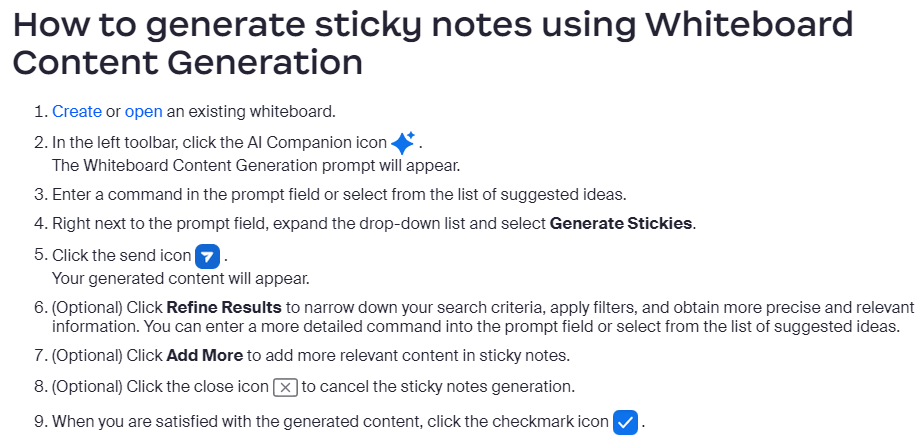 How to generate sticky notes using Whiteboard
Content Generation
1. Create or open an existing whiteboard.
2. In the left toolbar, click the AI Companion icon .
The Whiteboard Content Generation prompt will appear.
3. Enter a command in the prompt field or select from the list of suggested ideas.
4. Right next to the prompt field, expand the drop-down list and select Generate Stickies.
5. Click the send icon .
Your generated content will appear.
6. (Optional) Click Refine Results to narrow down your search criteria, apply filters, and obtain more precise and relevant
information. You can enter a more detailed command into the prompt field or select from the list of suggested ideas.
7. (Optional) Click Add More to add more relevant content in sticky notes.
8. (Optional) Click the close icon to cancel the sticky notes generation.
9. When you are satisfied with the generated content, click the checkmark icon .